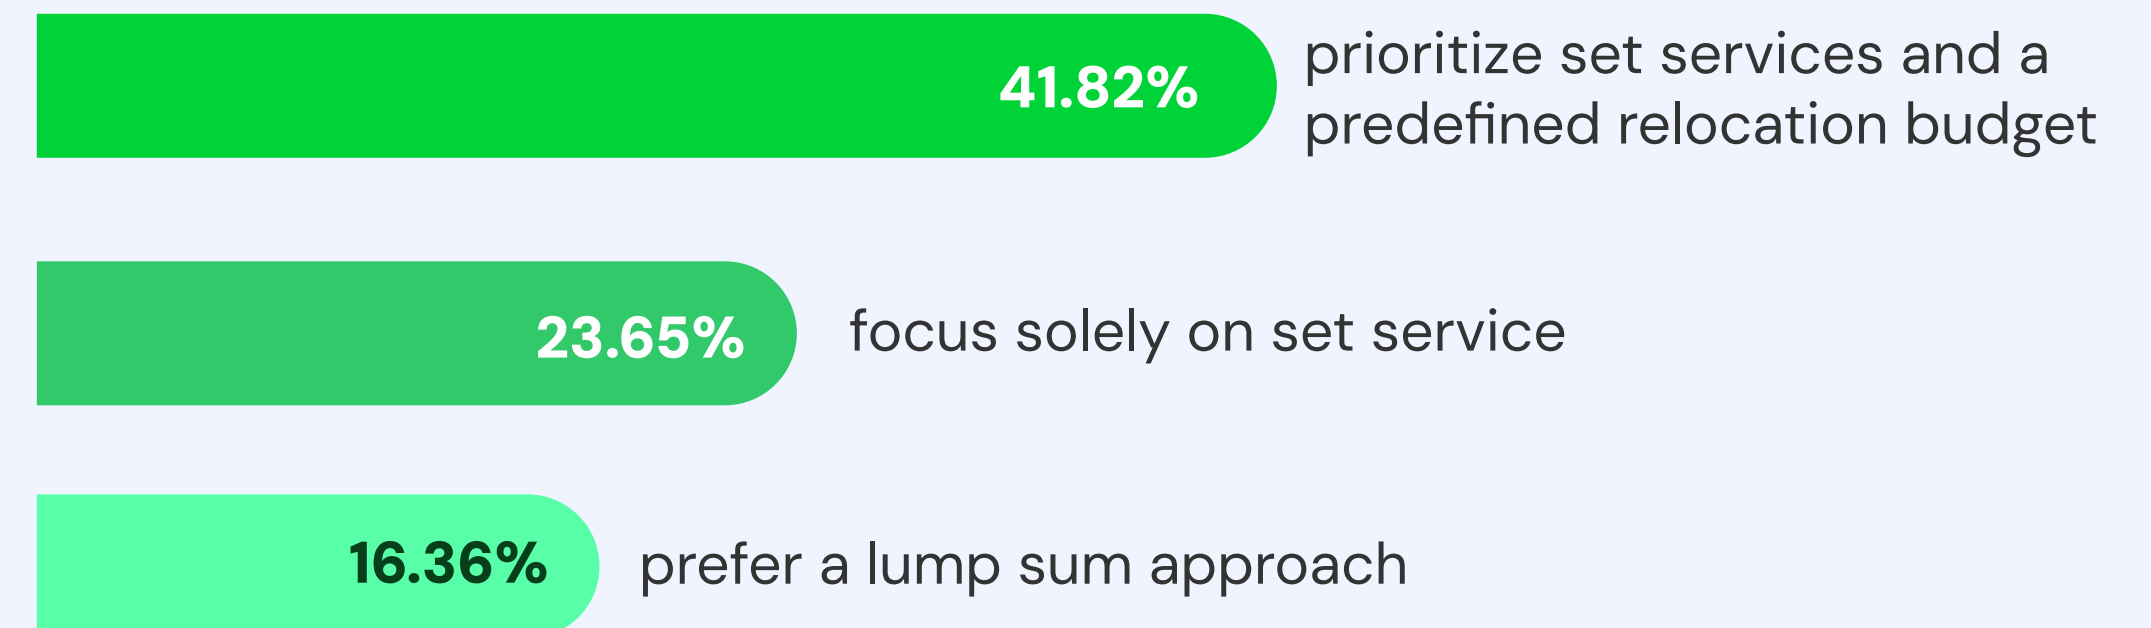 41.82%
prioritize set services and a
predefined relocation budget
23.65%
focus solely on set service
16.36%
prefer a lump sum approach